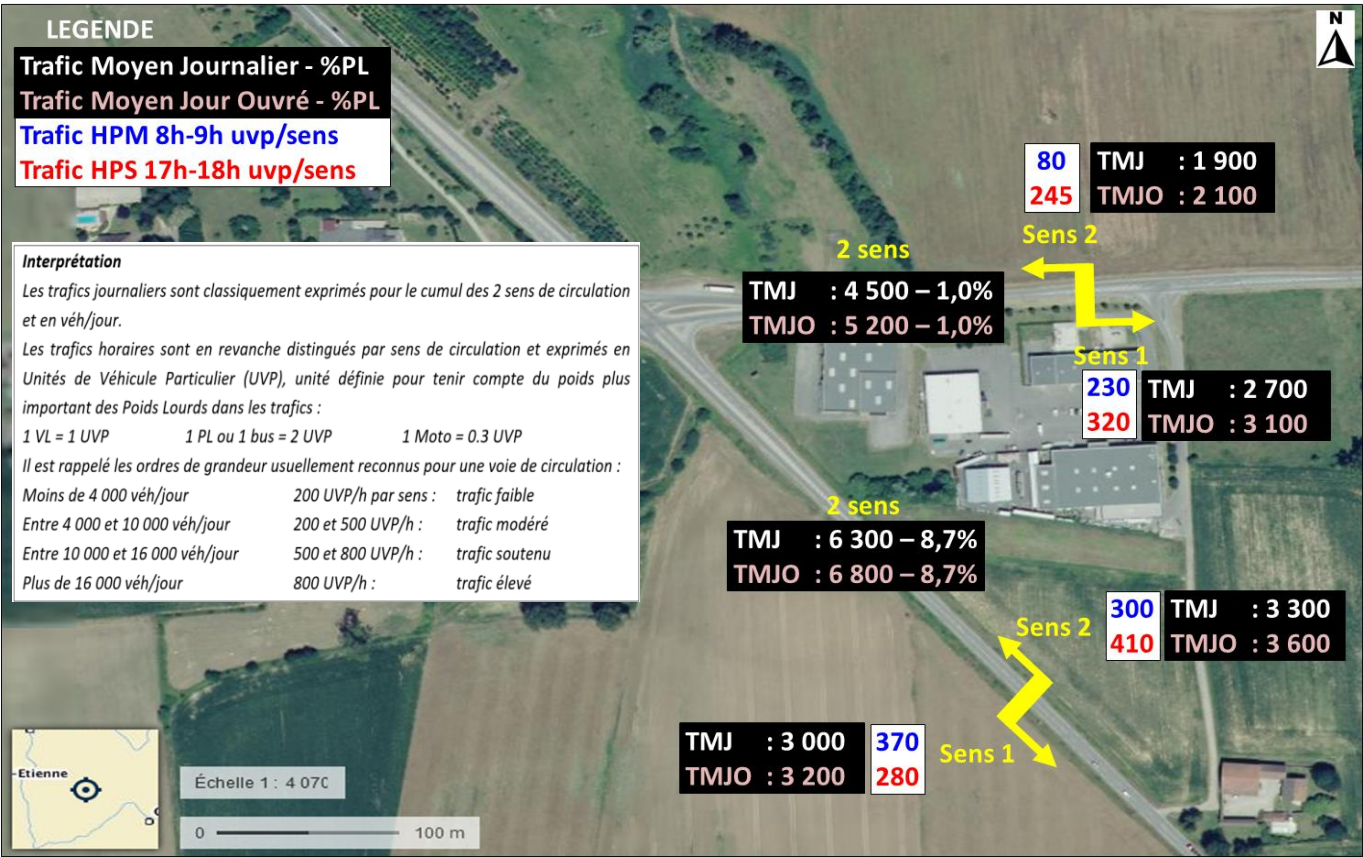 LEGENDE
Trafic Moyen Journalier - %PL
Trafic Moyen Jour Ouvré - %PL
Trafic HPM 8h-9h uvp/sens
Trafic HPS 17h-18h uvp/sens
N
80 TMJ : 1 900
245 TMJO : 2 100
Sens 2
2 sens
TMJ : 4 500 – 1,0%
TMJO : 5 200 – 1,0%
Sens 1
230 TMJ : 2 700
320 TMJO : 3 100
Interprétation
Les trafics journaliers sont classiquement exprimés pour le cumul des 2 sens de circulation
et en véh/jour.
Les trafics horaires sont en revanche distingués par sens de circulation et exprimés en
Unités de Véhicule Particulier (UVP), unité définie pour tenir compte du poids plus
important des Poids Lourds dans les trafics :
1 VL = 1 UVP 1 PL ou 1 bus = 2 UVP 1 Moto = 0.3 UVP
Il est rappelé les ordres de grandeur usuellement reconnus pour une voie de circulation :
Moins de 4 000 véh/jour 200 UVP/h par sens : trafic faible
Entre 4 000 et 10 000 véh/jour 200 et 500 UVP/h : trafic modéré
Entre 10 000 et 16 000 véh/jour 500 et 800 UVP/h : trafic soutenu
Plus de 16 000 véh/jour 800 UVP/h : trafic élevé
2 sens
TMJ : 6 300 – 8,7%
TMJO : 6 800 – 8,7%
Sens 2
300 TMJ : 3 300
410 TMJO : 3 600
TMJ : 3 000 370
TMJO : 3 200 280
Sens 1
-Etienne
Échelle 1 : 4 070
0 100 m